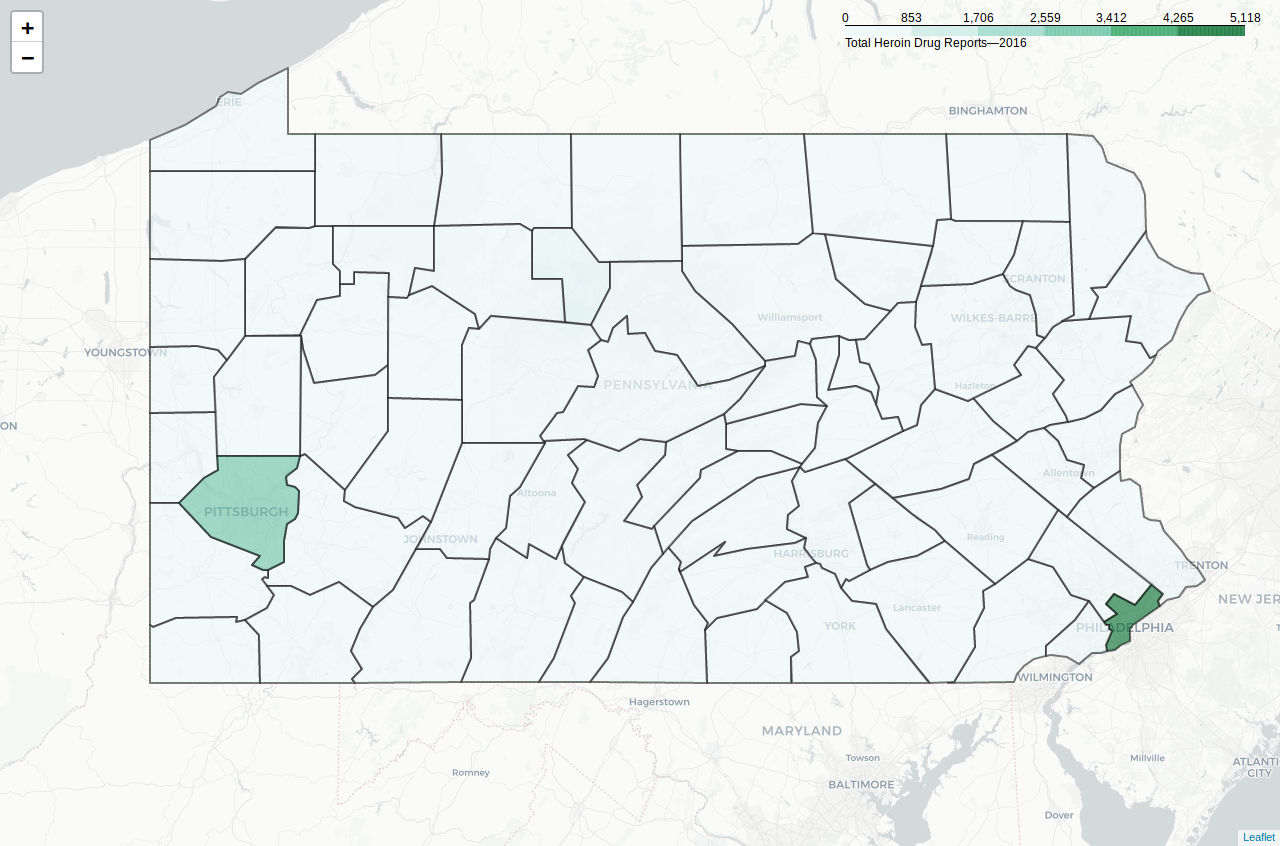 +
−
0 853 1,706 2,559 3,412 4,265 5,118
Total Heroin Drug Reports—2016
ERIE
BINGHAMTON
SCRANTON
Williamsport
WILKES-BARRE
YOUNGSTOWN
PENNSYLVANIA
Hazleton
ON
Altoona
Allentown
PITTSBURGH
JOHNSTOWN
Reading
HARRISBURG
TRENTON
NEW JER
Lancaster
YORK
PHILADELPHIA
WILMINGTON
Hagerstown
MARYLAND
Towson
Millville
ATLANTI
CITY
Romney
BALTIMORE
Dover
Leaflet